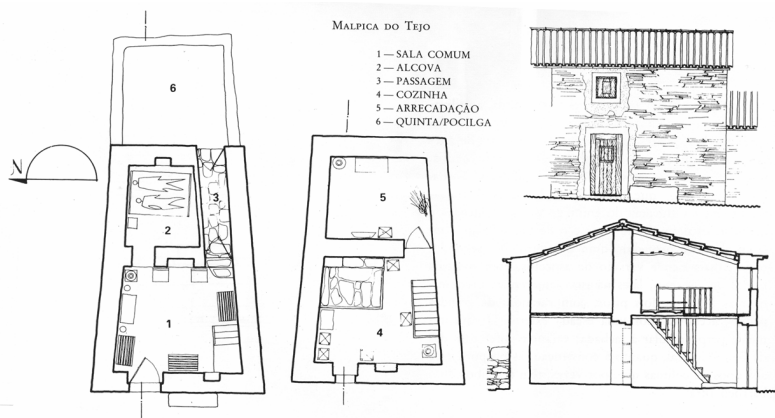 MALPICA DO TEJO
1 — SALA COMUM
2 — ALCOVA
3 — PASSAGEM
4 — COZINHA
5 — ARRECADAÇÃO
6 — QUINTA/POCILGA
6
N
3
2
1
5
4